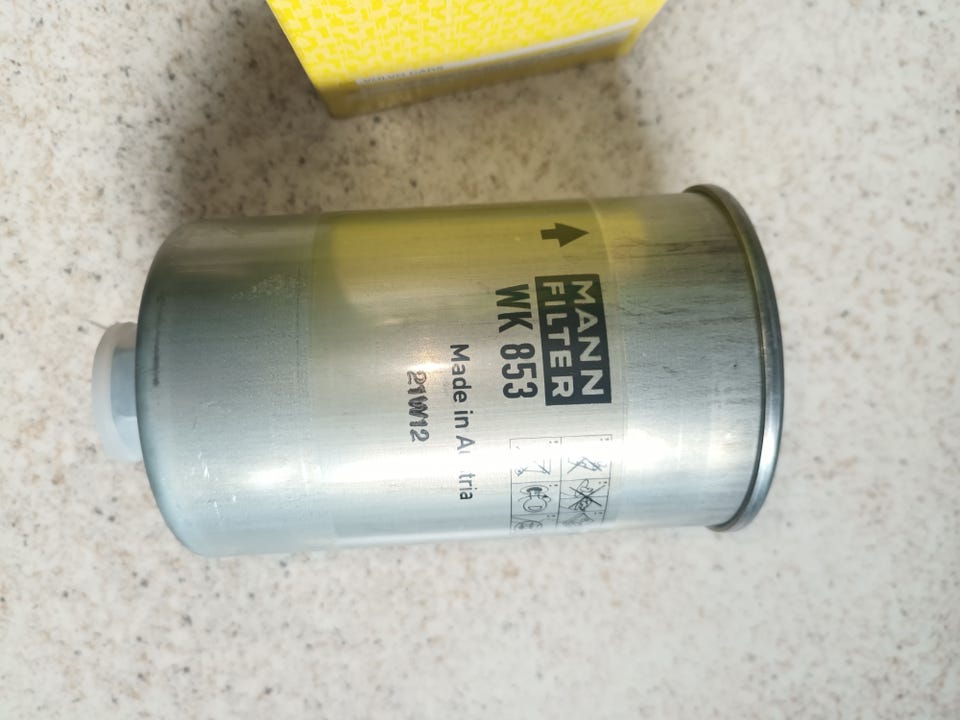 MANN
FILTER
WK 853
Made in Austria
21W12